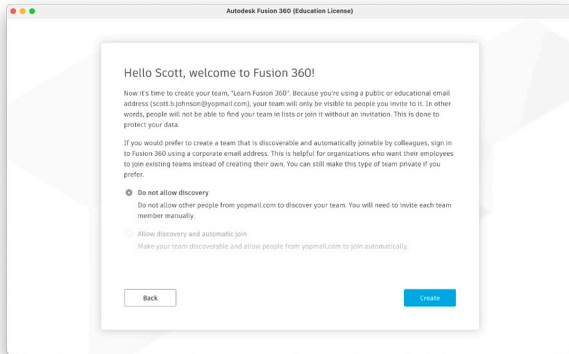 Autodesk Fusion 360 (Education License)
Hello Scott, welcome to Fusion 360!
Now it's time to create your team, "Learn Fusion 360". Because you're using a public or educational email
address (scott.b.johnson@yopmail.com), your team will only be visible to people you invite to it. In other
words, people will not be able to find your team in lists or join it without an invitation. This is done to
protect your data.
If you would prefer to create a team that is discoverable and automatically joinable by colleagues, sign in
to Fusion 360 using a corporate email address. This is helpful for organizations who want their employees
to join existing teams instead of creating their own. You can still make this type of team private if you
prefer.
Do not allow discovery
Do not allow other people from yopmail.com to discover your team. You will need to invite each team
member manually.
Allow discovery and automatic join
Make your team discoverable and allow people from yopmail.com to join automatically.
Back
Create